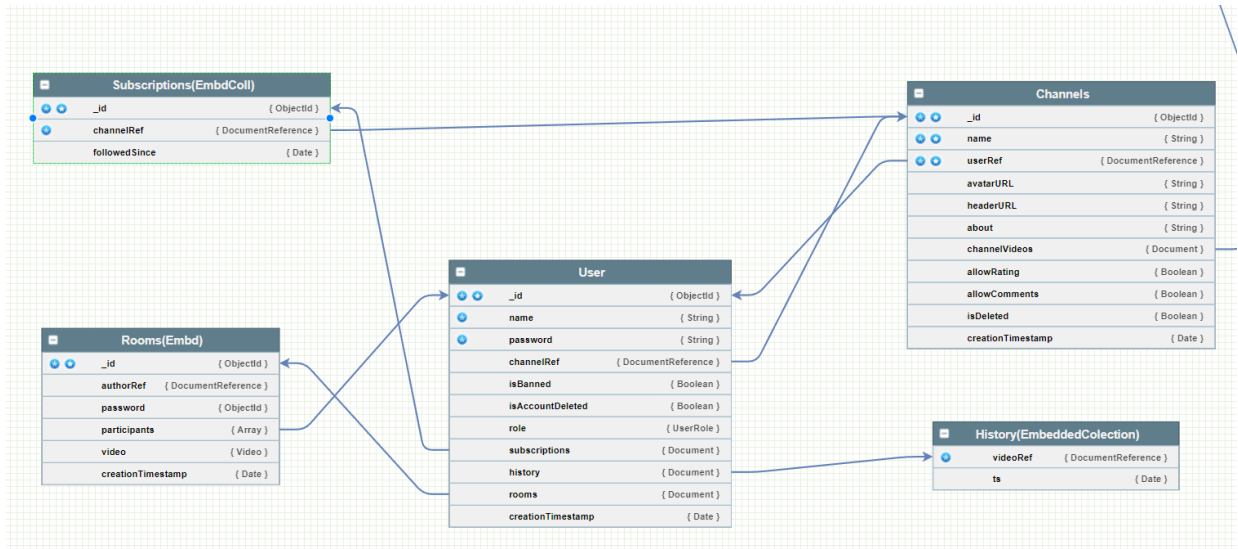 Subscriptions(EmbdColl)
_id { ObjectId }
channelRef { DocumentReference }
followedSince { Date }
Channels
_id { ObjectId }
name { String }
userRef { DocumentReference }
avatarURL { String }
headerURL { String }
about { String }
channelVideos { Document }
allowRating { Boolean }
allowComments { Boolean }
isDeleted { Boolean }
creationTimestamp { Date }
User
_id { ObjectId }
name { String }
password { String }
channelRef { DocumentReference }
isBanned { Boolean }
isAccountDeleted { Boolean }
role { UserRole }
subscriptions { Document }
history { Document }
rooms { Document }
creationTimestamp { Date }
Rooms(Embd)
_id { ObjectId }
authorRef { DocumentReference }
password { ObjectId }
participants { Array }
video { Video }
creationTimestamp { Date }
History(EmbeddedColection)
videoRef { DocumentReference }
ts { Date }